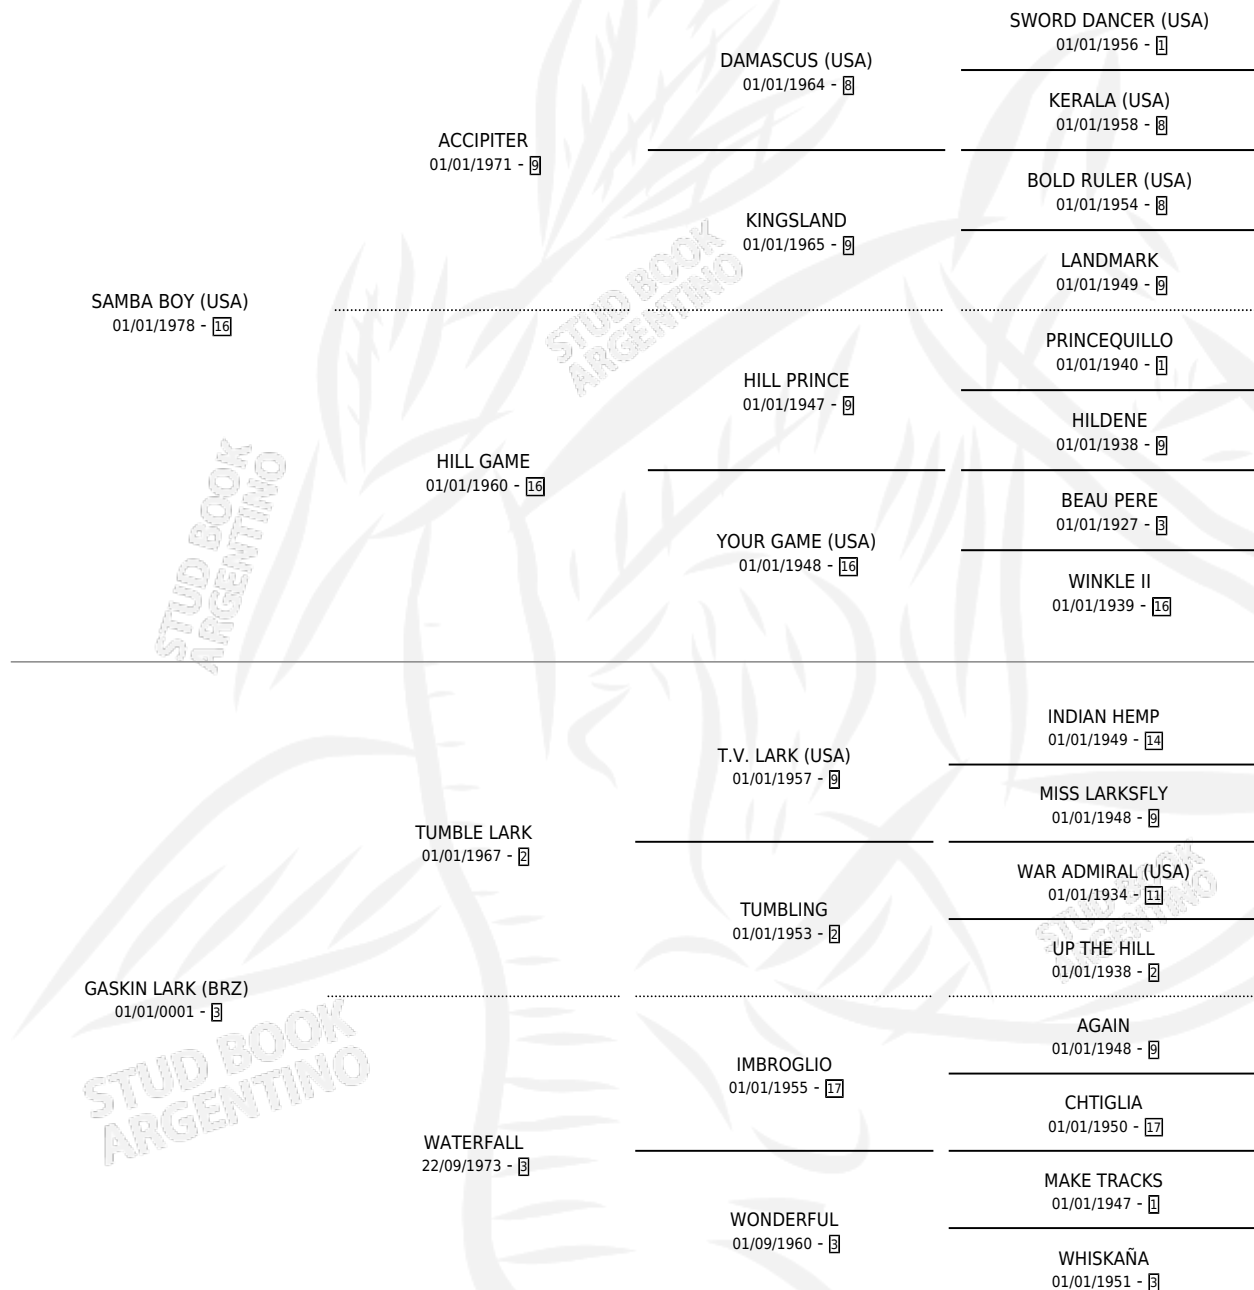 SWORD DANCER (USA)
01/01/1956 - 1
DAMASCUS (USA)
01/01/1964 - 8
KERALA (USA)
01/01/1958 - 8
ACCIPITER
01/01/1971 - 9
BOLD RULER (USA)
01/01/1954 - 8
KINGSLAND
01/01/1965 - 9
LANDMARK
01/01/1949 - 9
SAMBA BOY (USA)
01/01/1978 - 16
STUD BOOK
ARGENTINO
PRINCEQUILLO
01/01/1940 - 1
HILL PRINCE
01/01/1947 - 9
HILDENE
01/01/1938 - 9
HILL GAME
01/01/1960 - 16
BEAU PERE
01/01/1927 - 3
YOUR GAME (USA)
01/01/1948 - 16
WINKLE II
01/01/1939 - 16
STUD BOOK
ARGENTINO
INDIAN HEMP
01/01/1949 - 14
T.V. LARK (USA)
01/01/1957 - 9
MISS LARKSFLY
01/01/1948 - 9
TUMBLE LARK
01/01/1967 - 2
WAR ADMIRAL (USA)
01/01/1934 - 11
TUMBLING
01/01/1953 - 2
UP THE HILL
01/01/1938 - 2
STUD BOOK
ARGENTINO
GASKIN LARK (BRZ)
01/01/0001 - 3
AGAIN
01/01/1948 - 9
IMBROGLIO
01/01/1955 - 17
CHTIGLIA
01/01/1950 - 17
STUD BOOK
ARGENTINO
WATERFALL
22/09/1973 - 3
MAKE TRACKS
01/01/1947 - 1
WONDERFUL
01/09/1960 - 3
WHISKAÑA
01/01/1951 - 3